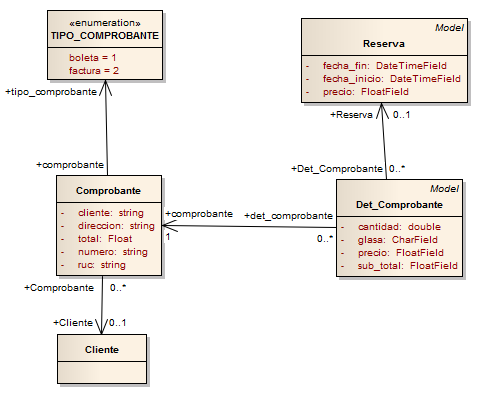 «enumeration»
TIPO_COMPROBANTE
boleta = 1
factura = 2
Model
Reserva
- fecha_fin: DateTimeField
- fecha_inicio: DateTimeField
- precio: FloatField
+tipo_comprobante
+Reserva 0..1
+comprobante
+Det_Comprobante 0..*
Comprobante
- cliente: string
- direccion: string
- total: Float
- numero: string
- ruc: string
Model
Det_Comprobante
- cantidad: double
- glasa: CharField
- precio: FloatField
- sub_total: FloatField
+comprobante +det_comprobante
1 0..*
+Comprobante 0..*
+Cliente 0..1
Cliente